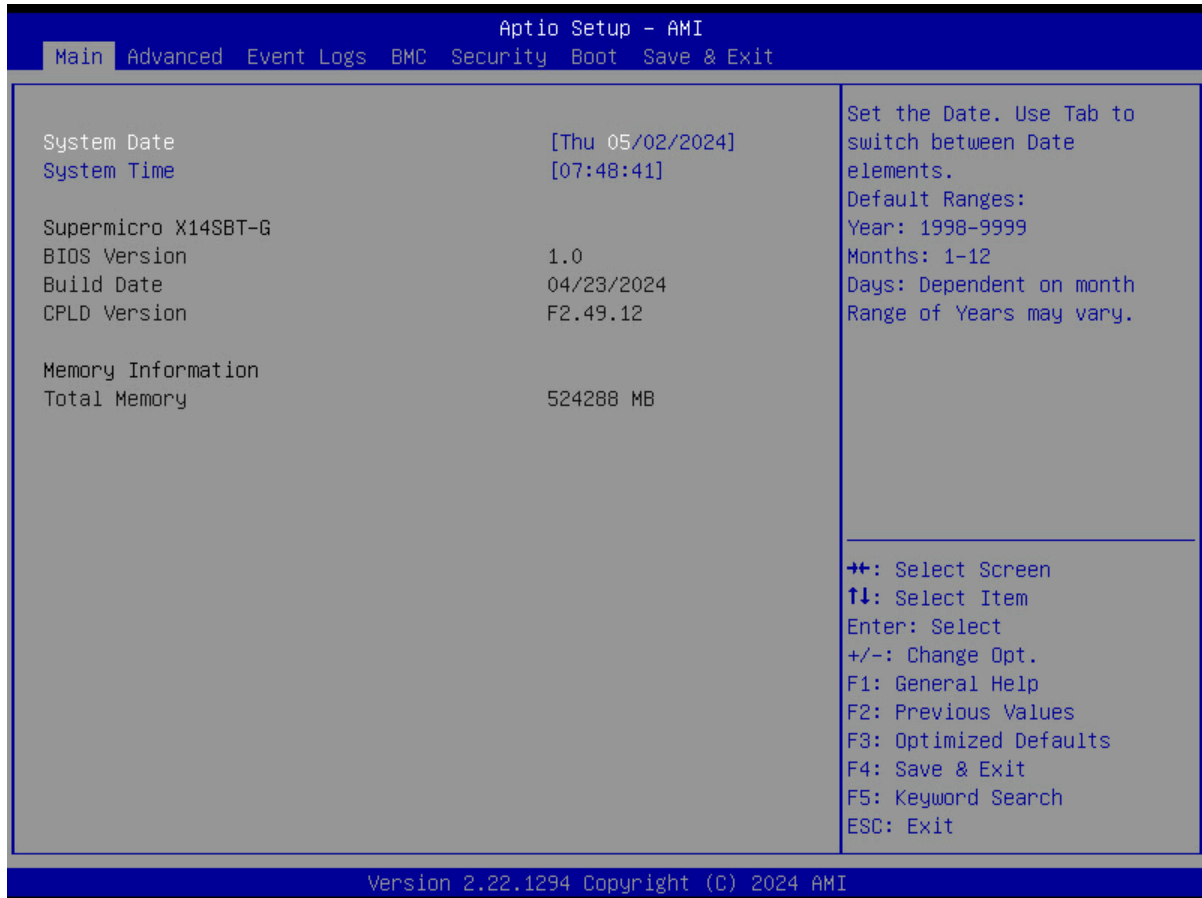 Aptio Setup - AMI
Main Advanced Event Logs BMC Security Boot Save & Exit
System Date [Thu 05/02/2024]
System Time [07:48:41]
Supermicro X14SBT-G
BIOS Version 1.0
Build Date 04/23/2024
CPLD Version F2.49.12
Memory Information
Total Memory 524288 MB
Set the Date. Use Tab to
switch between Date
elements.
Default Ranges:
Year: 1998-9999
Months: 1-12
Days: Dependent on month
Range of Years may vary.
→←: Select Screen
↑↓: Select Item
Enter: Select
+/-: Change Opt.
F1: General Help
F2: Previous Values
F3: Optimized Defaults
F4: Save & Exit
F5: Keyword Search
ESC: Exit
Version 2.22.1294 Copyright (C) 2024 AMI